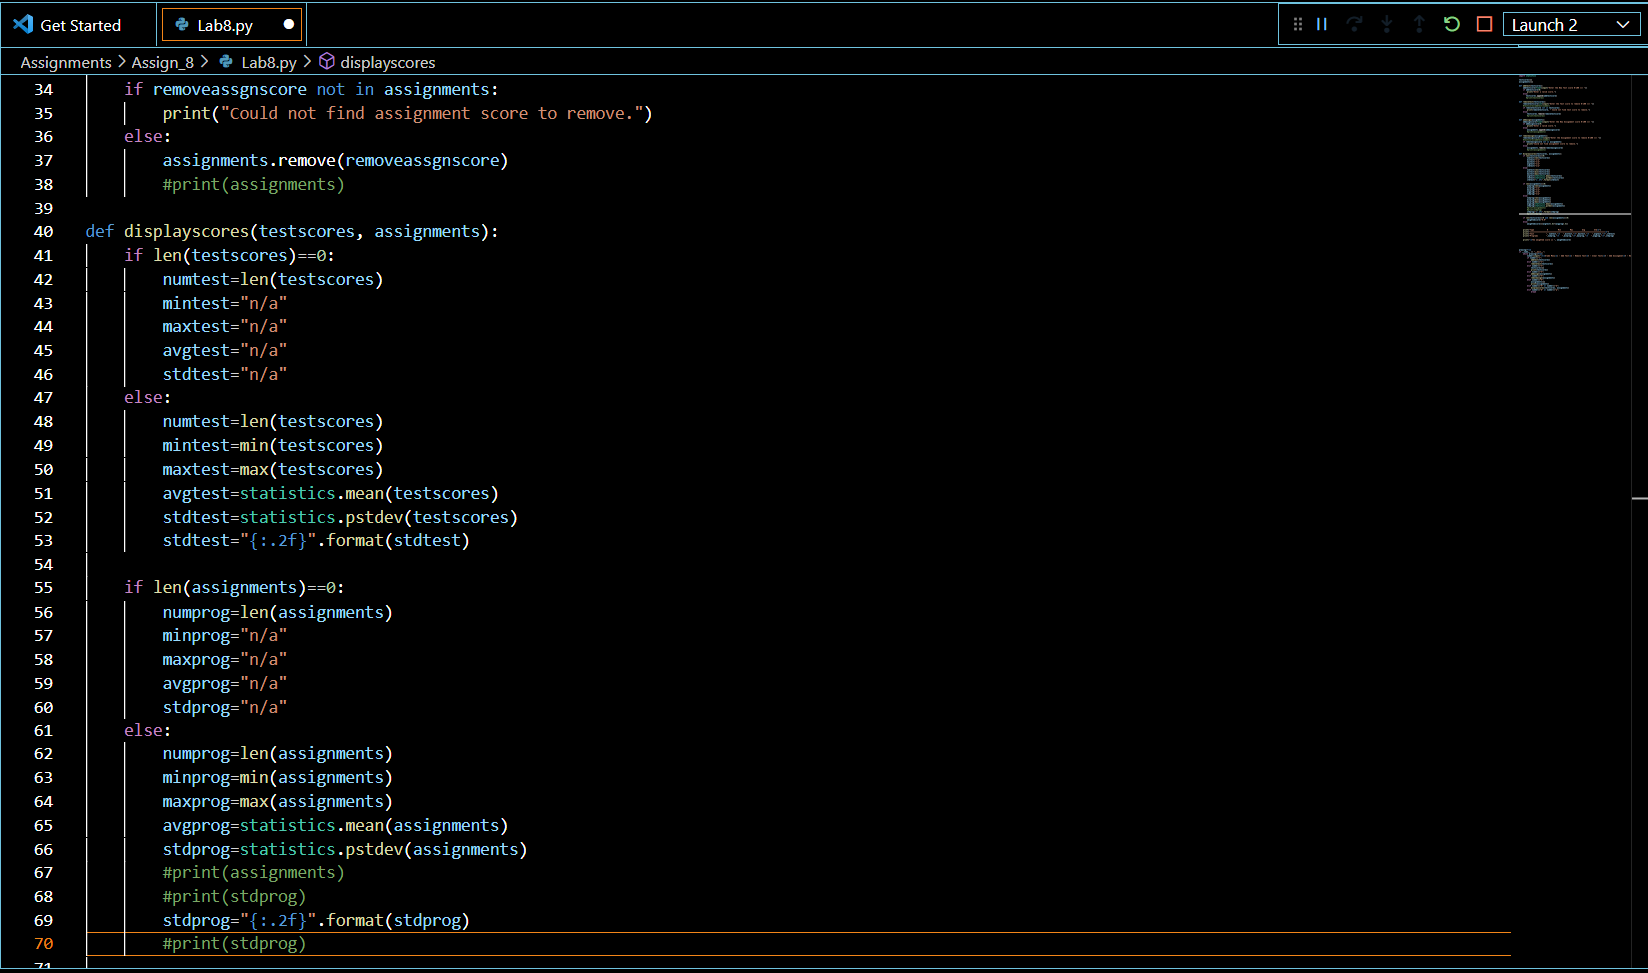 Get Started
Lab8.py
Launch 2
Assignments > Assign_8 > Lab8.py > displayscores
34 if removeassgnscore not in assignments:
35 print("Could not find assignment score to remove.")
36 else:
37 assignments.remove(removeassgnscore)
38 #print(assignments)
39
40 def displayscores(testscores, assignments):
41 if len(testscores)==0:
42 numtest=len(testscores)
43 mintest="n/a"
44 maxtest="n/a"
45 avgtest="n/a"
46 stdtest="n/a"
47 else:
48 numtest=len(testscores)
49 mintest=min(testscores)
50 maxtest=max(testscores)
51 avgtest=statistics.mean(testscores)
52 stdtest=statistics.pstdev(testscores)
53 stdtest="{:.2f}".format(stdtest)
54
55 if len(assignments)==0:
56 numprog=len(assignments)
57 minprog="n/a"
58 maxprog="n/a"
59 avgprog="n/a"
60 stdprog="n/a"
61 else:
62 numprog=len(assignments)
63 minprog=min(assignments)
64 maxprog=max(assignments)
65 avgprog=statistics.mean(assignments)
66 stdprog=statistics.pstdev(assignments)
67 #print(assignments)
68 #print(stdprog)
69 stdprog="{:.2f}".format(stdprog)
70 #print(stdprog)
71